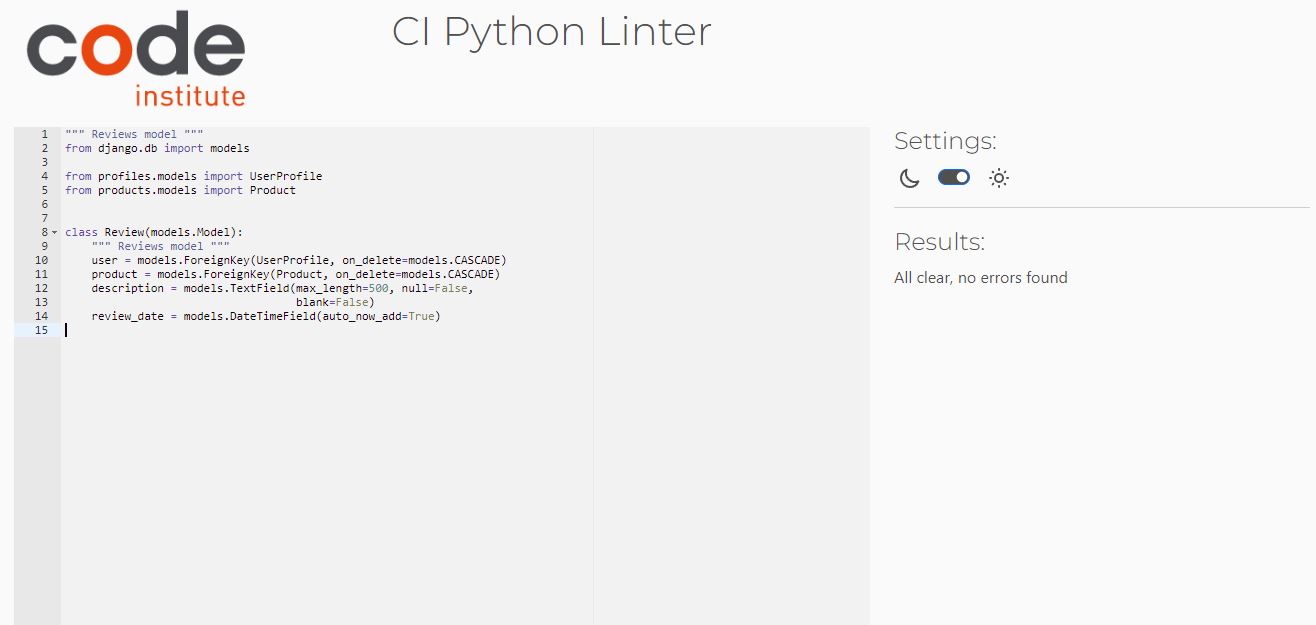 code
institute
CI Python Linter
1 """ Reviews model """
2 from django.db import models
3
4 from profiles.models import UserProfile
5 from products.models import Product
6
7
8 class Review(models.Model):
9     """ Reviews model """
10     user = models.ForeignKey(UserProfile, on_delete=models.CASCADE)
11     product = models.ForeignKey(Product, on_delete=models.CASCADE)
12     description = models.TextField(max_length=500, null=False,
13                                    blank=False)
14     review_date = models.DateTimeField(auto_now_add=True)
15
Settings:
Results:
All clear, no errors found